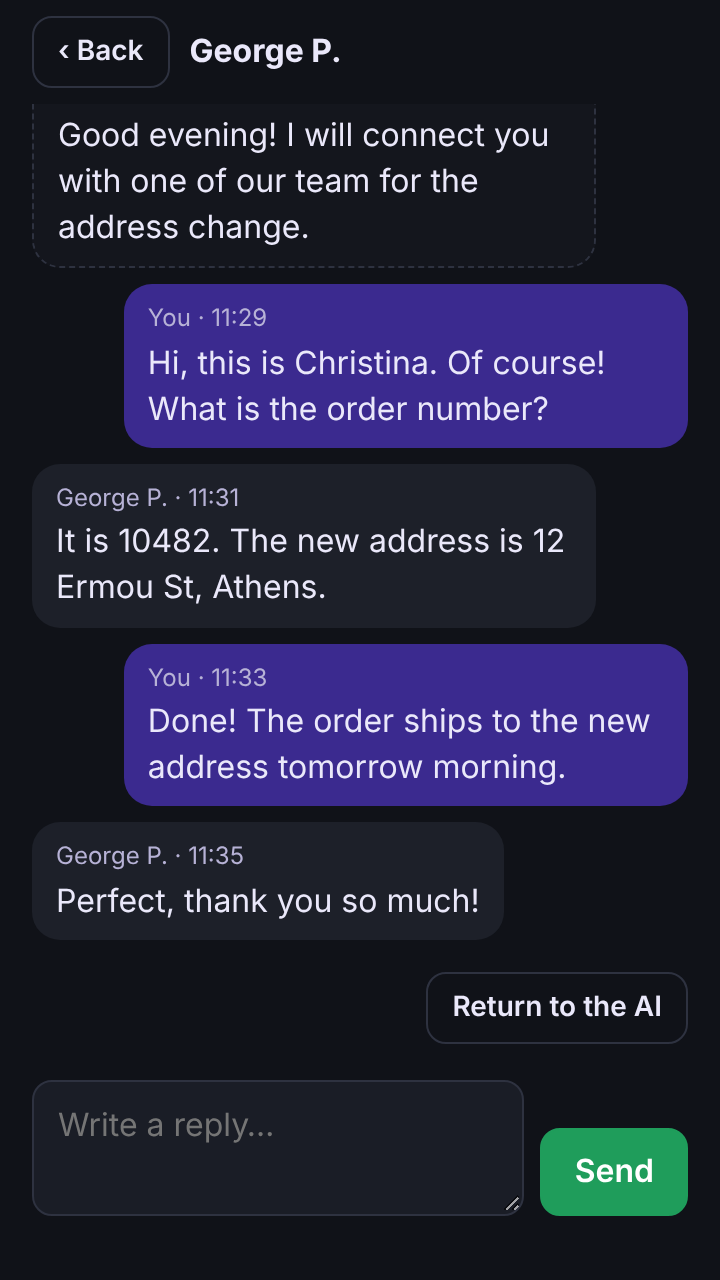 ‹ Back
George P.
Good evening! I will connect you
with one of our team for the
address change.
You · 11:29
Hi, this is Christina. Of course!
What is the order number?
George P. · 11:31
It is 10482. The new address is 12
Ermou St, Athens.
You · 11:33
Done! The order ships to the new
address tomorrow morning.
George P. · 11:35
Perfect, thank you so much!
Return to the AI
Write a reply...
Send